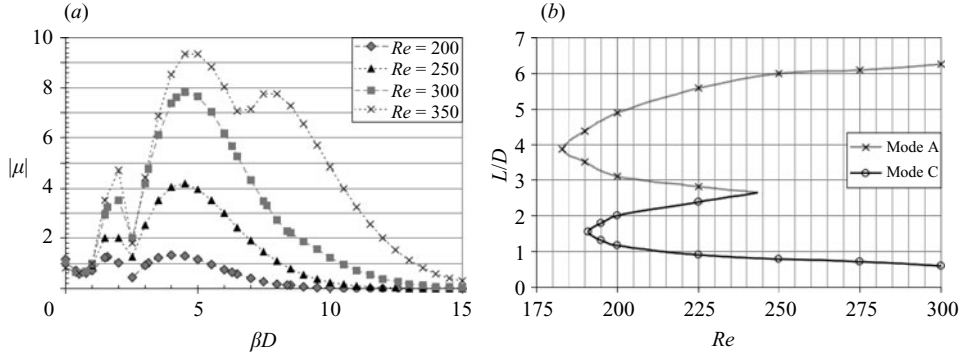 (a)
(b)
10
8
6
4
2
|μ|
0
5
10
15
βD
Re = 200
Re = 250
Re = 300
Re = 350
7
6
5
4
3
2
1
0
L/D
175
200
225
250
275
300
Re
Mode A
Mode C